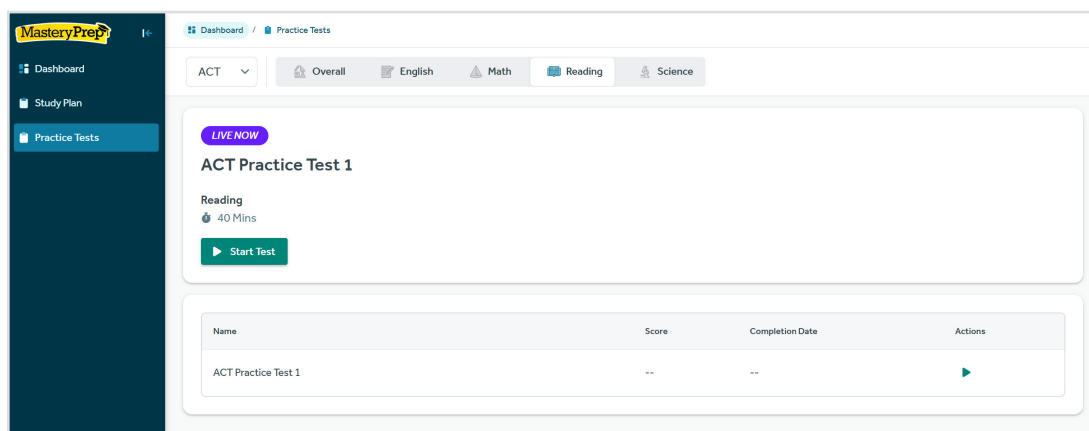 MasteryPrep
Dashboard / Practice Tests
Dashboard
Study Plan
Practice Tests
ACT Overall English Math Reading Science
LIVE NOW
ACT Practice Test 1
Reading
40 Mins
Start Test
Name Score Completion Date Actions
ACT Practice Test 1 -- --